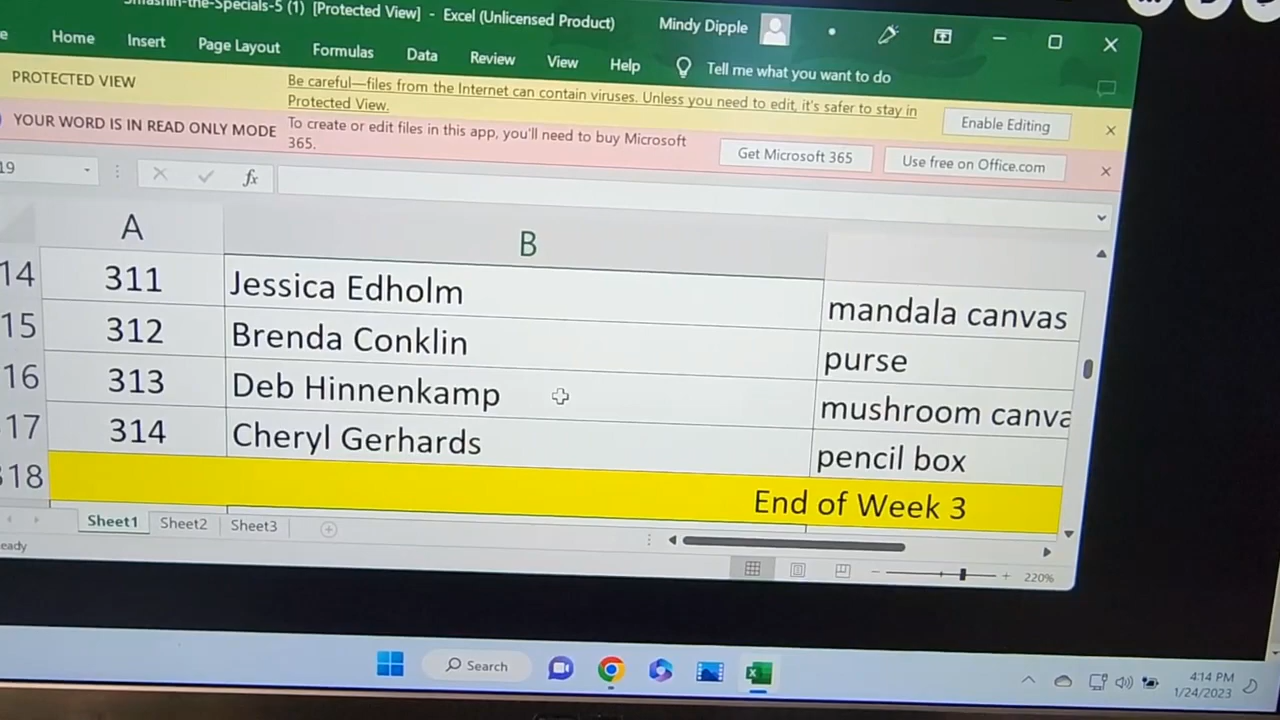 Smashin-the-Specials-5 (1) [Protected View] - Excel (Unlicensed Product) Mindy Dipple
Home Insert Page Layout Formulas Data Review View Help Tell me what you want to do
PROTECTED VIEW Be careful—files from the Internet can contain viruses. Unless you need to edit, it's safer to stay in
Protected View. Enable Editing
YOUR WORD IS IN READ ONLY MODE To create or edit files in this app, you'll need to buy Microsoft
365. Get Microsoft 365 Use free on Office.com
19 fx
A B
14 311 Jessica Edholm mandala canvas
15 312 Brenda Conklin purse
16 313 Deb Hinnenkamp mushroom canva
17 314 Cheryl Gerhards pencil box
318 End of Week 3
Sheet1 Sheet2 Sheet3
eady 220%
Search 4:14 PM
1/24/2023